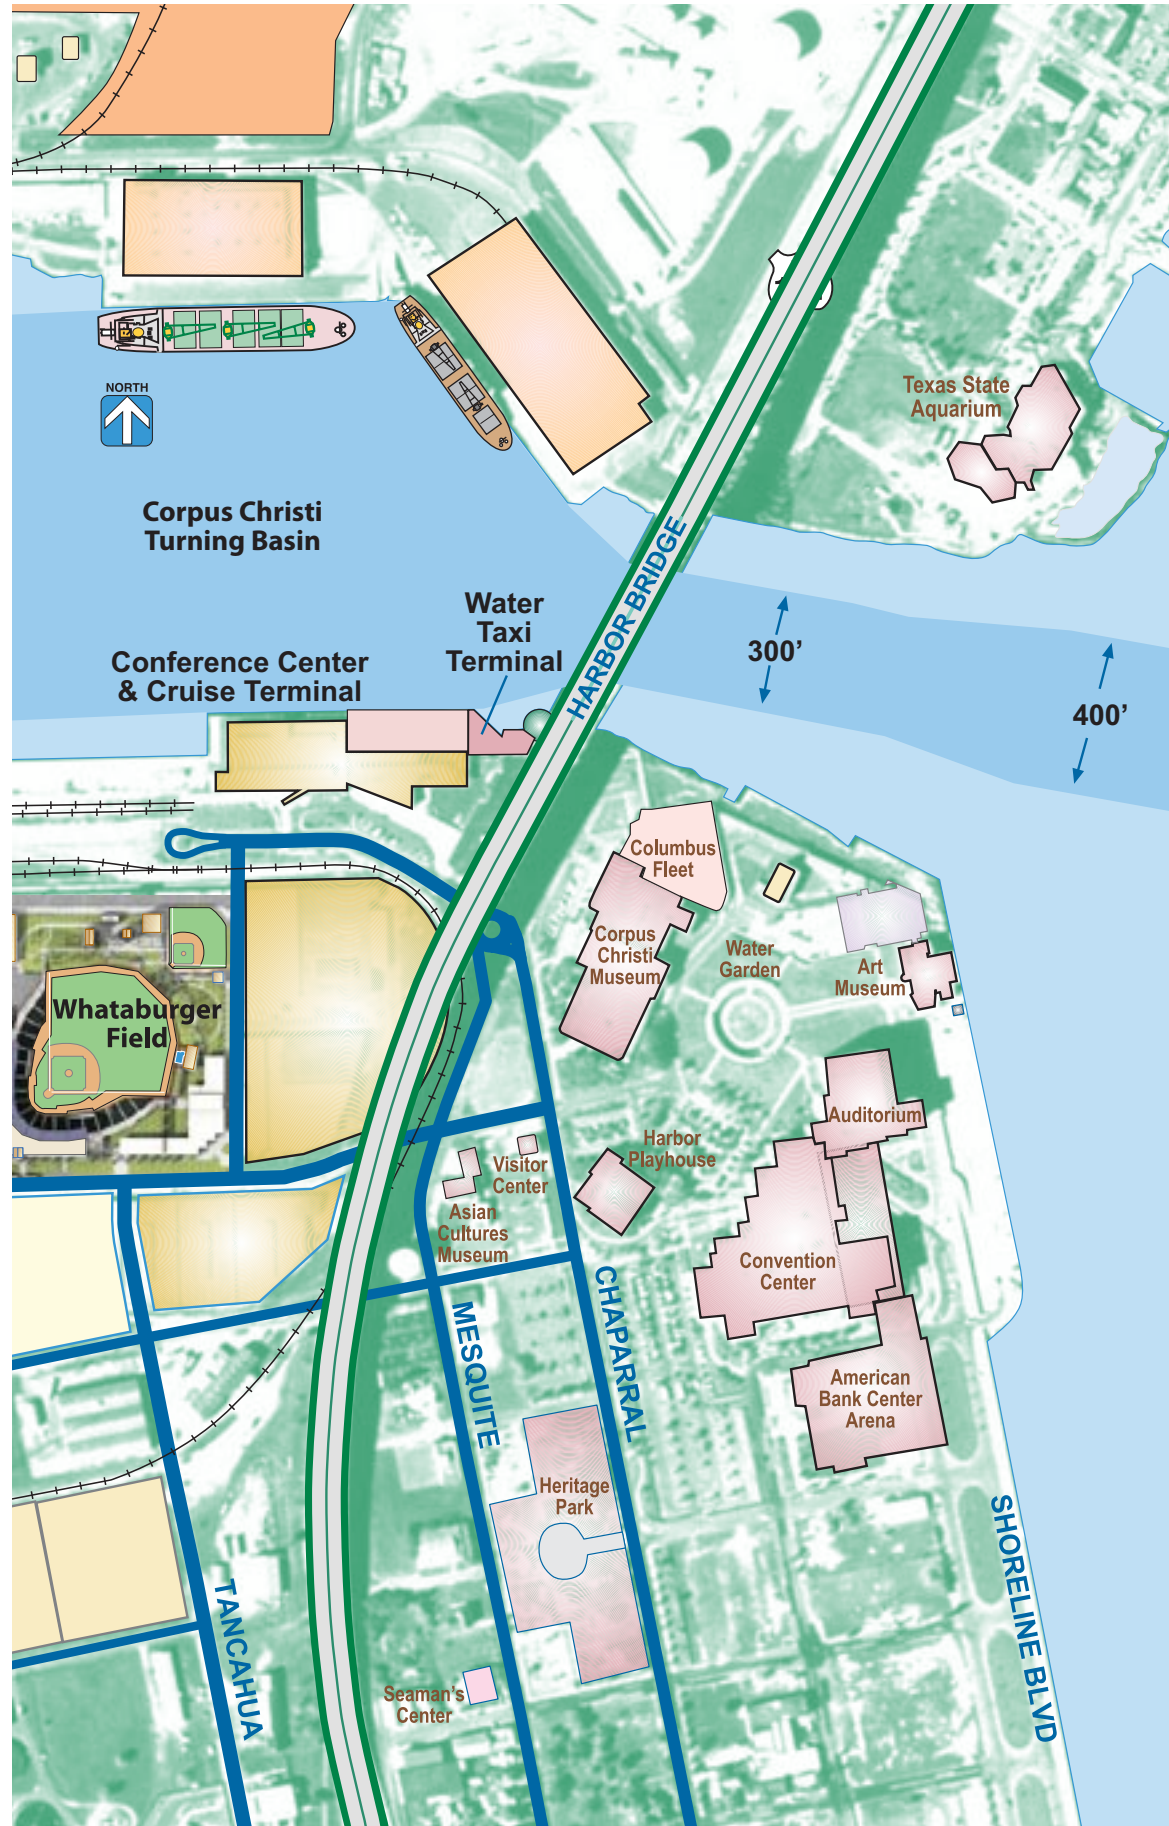 NORTH
Texas State
Aquarium
Corpus Christi
Turning Basin
HARBOR BRIDGE
Water
Taxi
Terminal
300’
Conference Center
& Cruise Terminal
400’
Columbus
Fleet
Corpus
Christi
Museum
Water
Garden
Art
Museum
Whataburger
Field
Auditorium
Harbor
Playhouse
Visitor
Center
Asian
Cultures
Museum
Convention
Center
CHAPARRAL
MESQUITE
American
Bank Center
Arena
Heritage
Park
SHORELINE BLVD
TANCAHUA
Seaman’s
Center